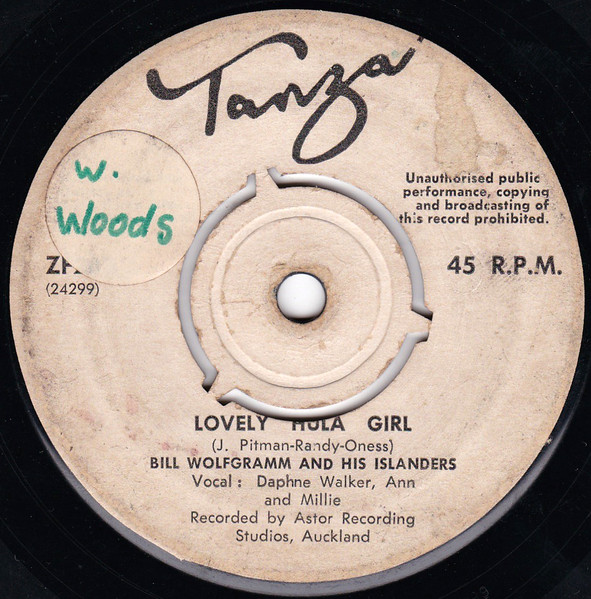 Tanza
W.
Woods
Unauthorised public
performance, copying
and broadcasting of
this record prohibited.
(24299)
45 R.P.M.
LOVELY HULA GIRL
(J. Pitman-Randy-Oness)
BILL WOLFGRAMM AND HIS ISLANDERS
Vocal : Daphne Walker, Ann
and Millie
Recorded by Astor Recording
Studios, Auckland